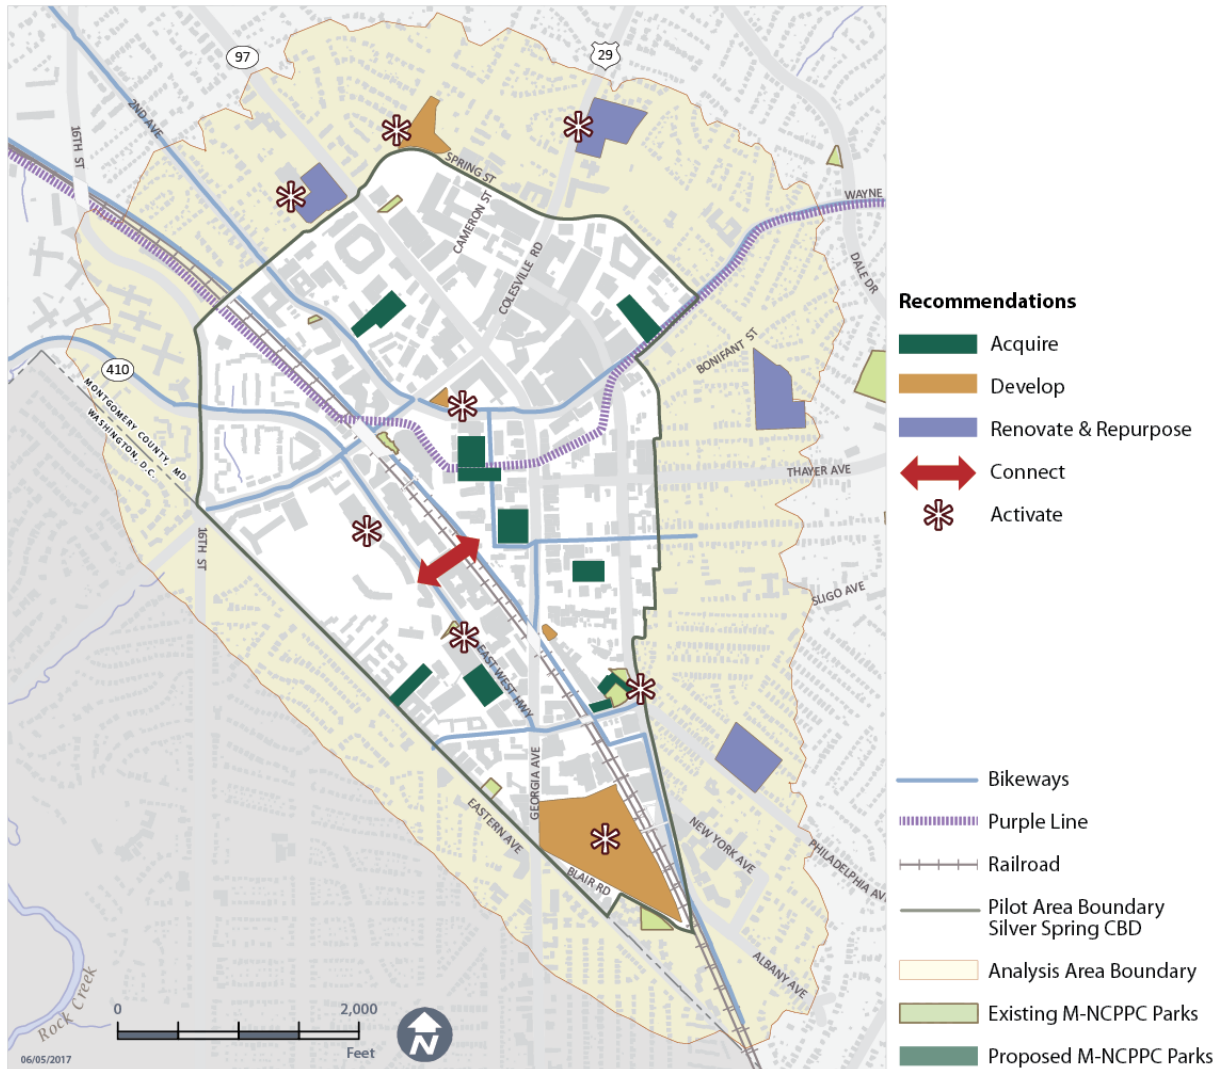 97
29
2ND AVE
16TH ST
SPRING ST
CAMERON ST
COLESVILLE RD
WAYNE
DALE DR
BONIFANT ST
410
MONTGOMERY COUNTY, MD
WASHINGTON, D.C.
THAYER AVE
16TH ST
SLIGO AVE
EAST WEST HWY
GEORGIA AVE
EASTERN AVE
BLAIR RD
NEW YORK AVE
PHILADELPHIA AV
ALBANY AVE
Rock Creek
0
2,000
Feet
N
06/05/2017
Recommendations
Acquire
Develop
Renovate & Repurpose
Connect
Activate
Bikeways
Purple Line
Railroad
Pilot Area Boundary
Silver Spring CBD
Analysis Area Boundary
Existing M-NCPPC Parks
Proposed M-NCPPC Parks